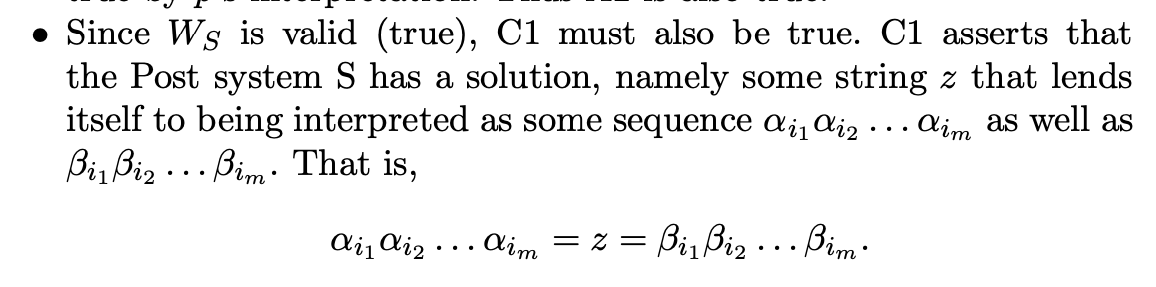 • Since W_S is valid (true), C1 must also be true. C1 asserts that
the Post system S has a solution, namely some string z that lends
itself to being interpreted as some sequence α_{i_1}α_{i_2} ... α_{i_m} as well as
β_{i_1}β_{i_2} ... β_{i_m}. That is,
α_{i_1}α_{i_2} ... α_{i_m} = z = β_{i_1}β_{i_2} ... β_{i_m}.